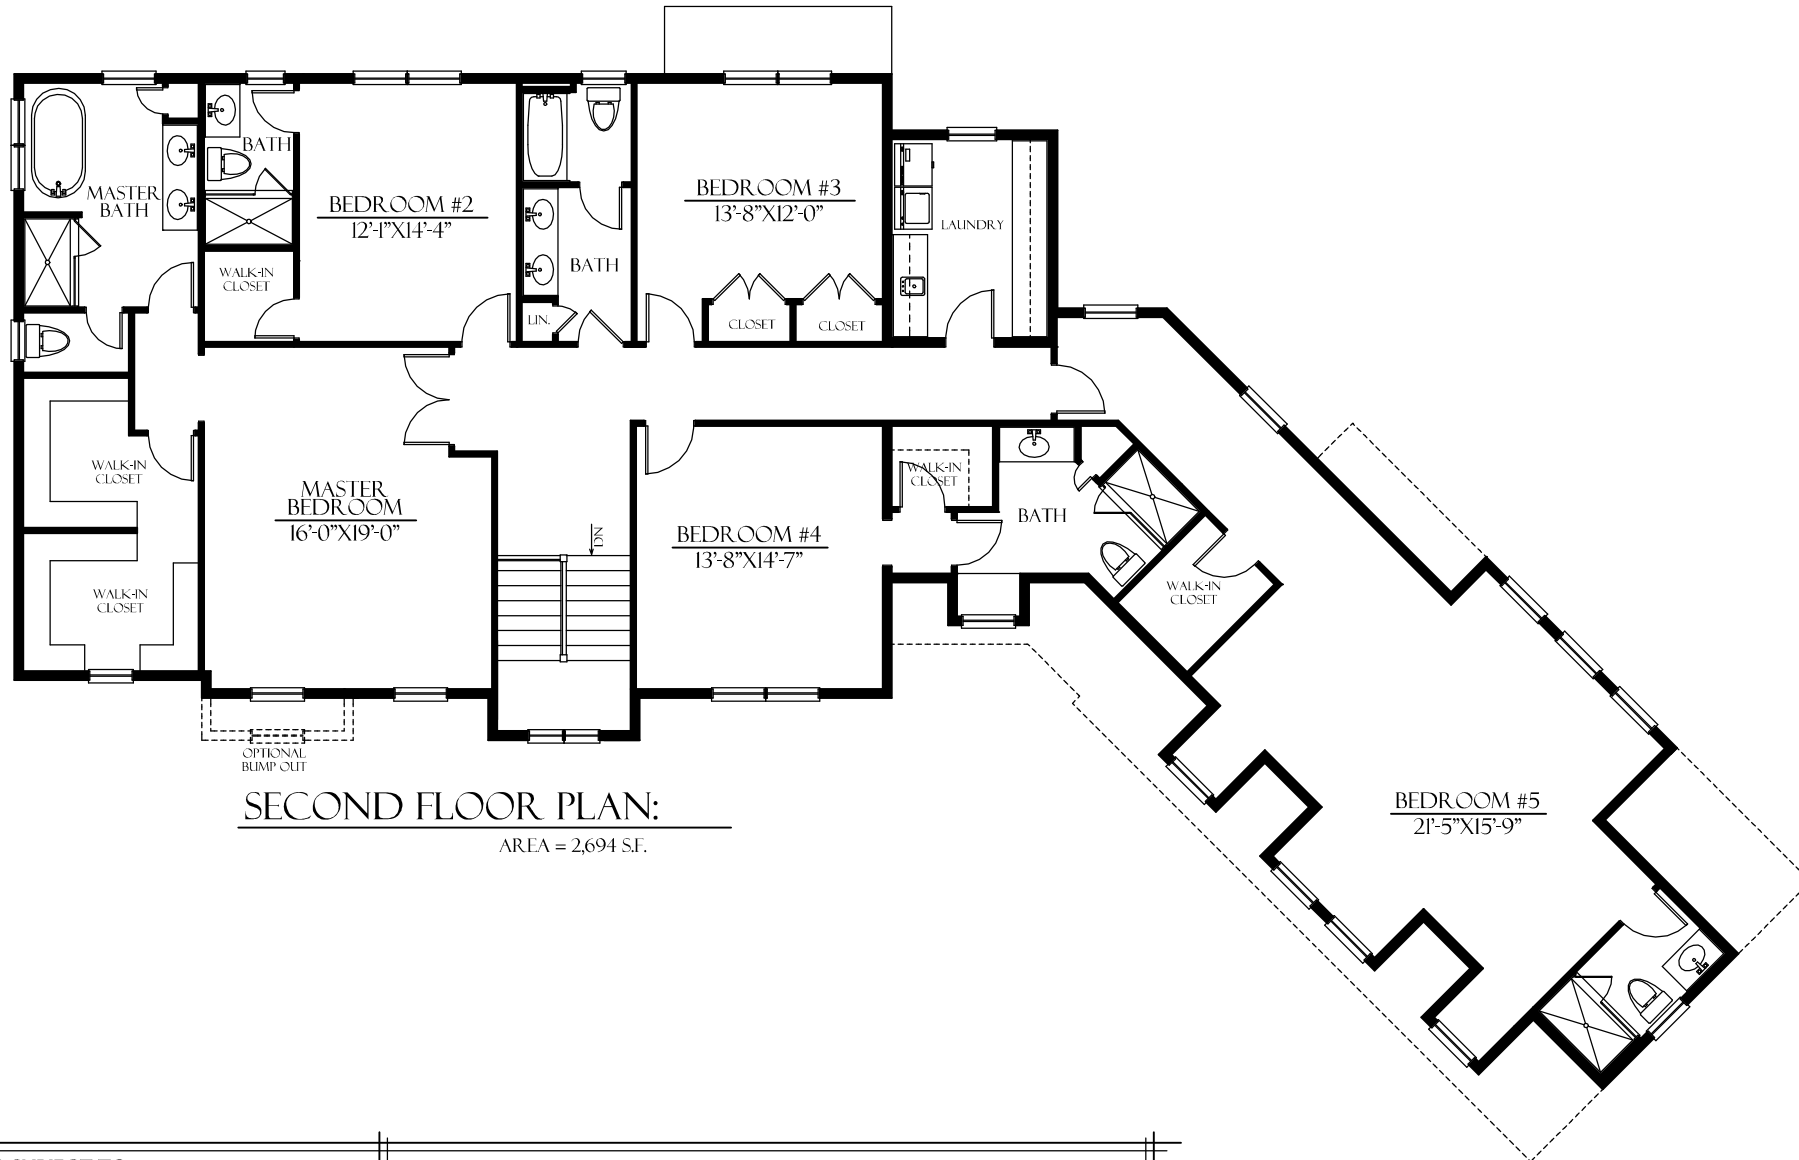 BATH
MASTER
BATH
BEDROOM #2
12'-1"X14'-4"
BEDROOM #3
13'-8"X12'-0"
LAUNDRY
WALK-IN
CLOSET
BATH
LIN.
CLOSET
CLOSET
WALK-IN
CLOSET
MASTER
BEDROOM
16'-0"X19'-0"
WALK-IN
CLOSET
BATH
DN
BEDROOM #4
13'-8"X14'-7"
WALK-IN
CLOSET
WALK-IN
CLOSET
OPTIONAL
BUMP OUT
SECOND FLOOR PLAN:
AREA = 2,694 S.F.
BEDROOM #5
21'-5"X15'-9"